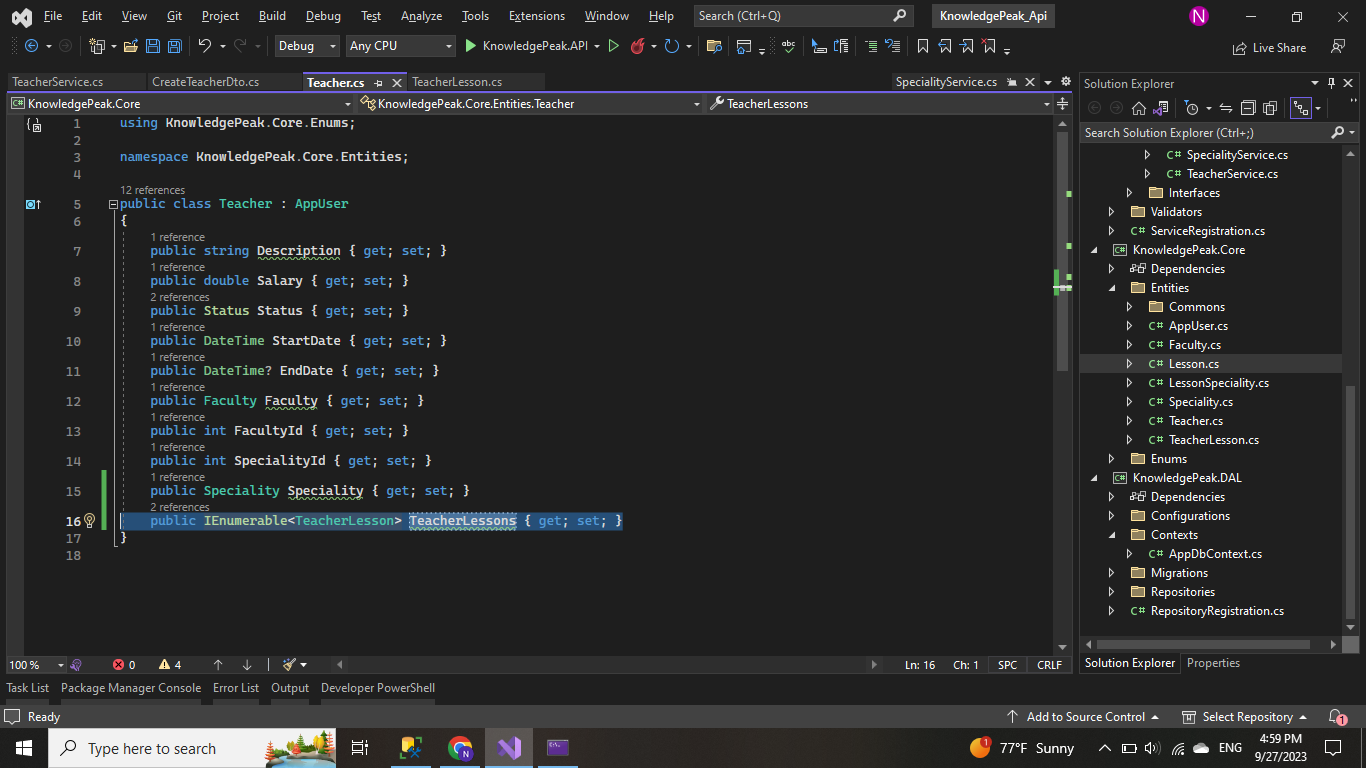 File Edit View Git Project Build Debug Test Analyze Tools Extensions Window Help Search (Ctrl+Q) KnowledgePeak_Api N
Debug Any CPU KnowledgePeak.API Live Share
TeacherService.cs CreateTeacherDto.cs Teacher.cs TeacherLesson.cs SpecialityService.cs
KnowledgePeak.Core KnowledgePeak.Core.Entities.Teacher TeacherLessons
1 using KnowledgePeak.Core.Enums;
2
3 namespace KnowledgePeak.Core.Entities;
4
12 references
5 public class Teacher : AppUser
6 {
1 reference
7 public string Description { get; set; }
1 reference
8 public double Salary { get; set; }
2 references
9 public Status Status { get; set; }
1 reference
10 public DateTime StartDate { get; set; }
1 reference
11 public DateTime? EndDate { get; set; }
1 reference
12 public Faculty Faculty { get; set; }
1 reference
13 public int FacultyId { get; set; }
1 reference
14 public int SpecialityId { get; set; }
1 reference
15 public Speciality Speciality { get; set; }
2 references
16 public IEnumerable<TeacherLesson> TeacherLessons { get; set; }
17 }
18
100 % 0 4 Ln: 16 Ch: 1 SPC CRLF
Solution Explorer
Search Solution Explorer (Ctrl+;)
C# SpecialityService.cs
C# TeacherService.cs
Interfaces
Validators
C# ServiceRegistration.cs
C# KnowledgePeak.Core
Dependencies
Entities
Commons
C# AppUser.cs
C# Faculty.cs
C# Lesson.cs
C# LessonSpeciality.cs
C# Speciality.cs
C# Teacher.cs
C# TeacherLesson.cs
Enums
C# KnowledgePeak.DAL
Dependencies
Configurations
Contexts
C# AppDbContext.cs
Migrations
Repositories
C# RepositoryRegistration.cs
Solution Explorer Properties
Task List Package Manager Console Error List Output Developer PowerShell
Ready Add to Source Control Select Repository 1
Type here to search N 1 77°F Sunny ENG 4:59 PM
9/27/2023